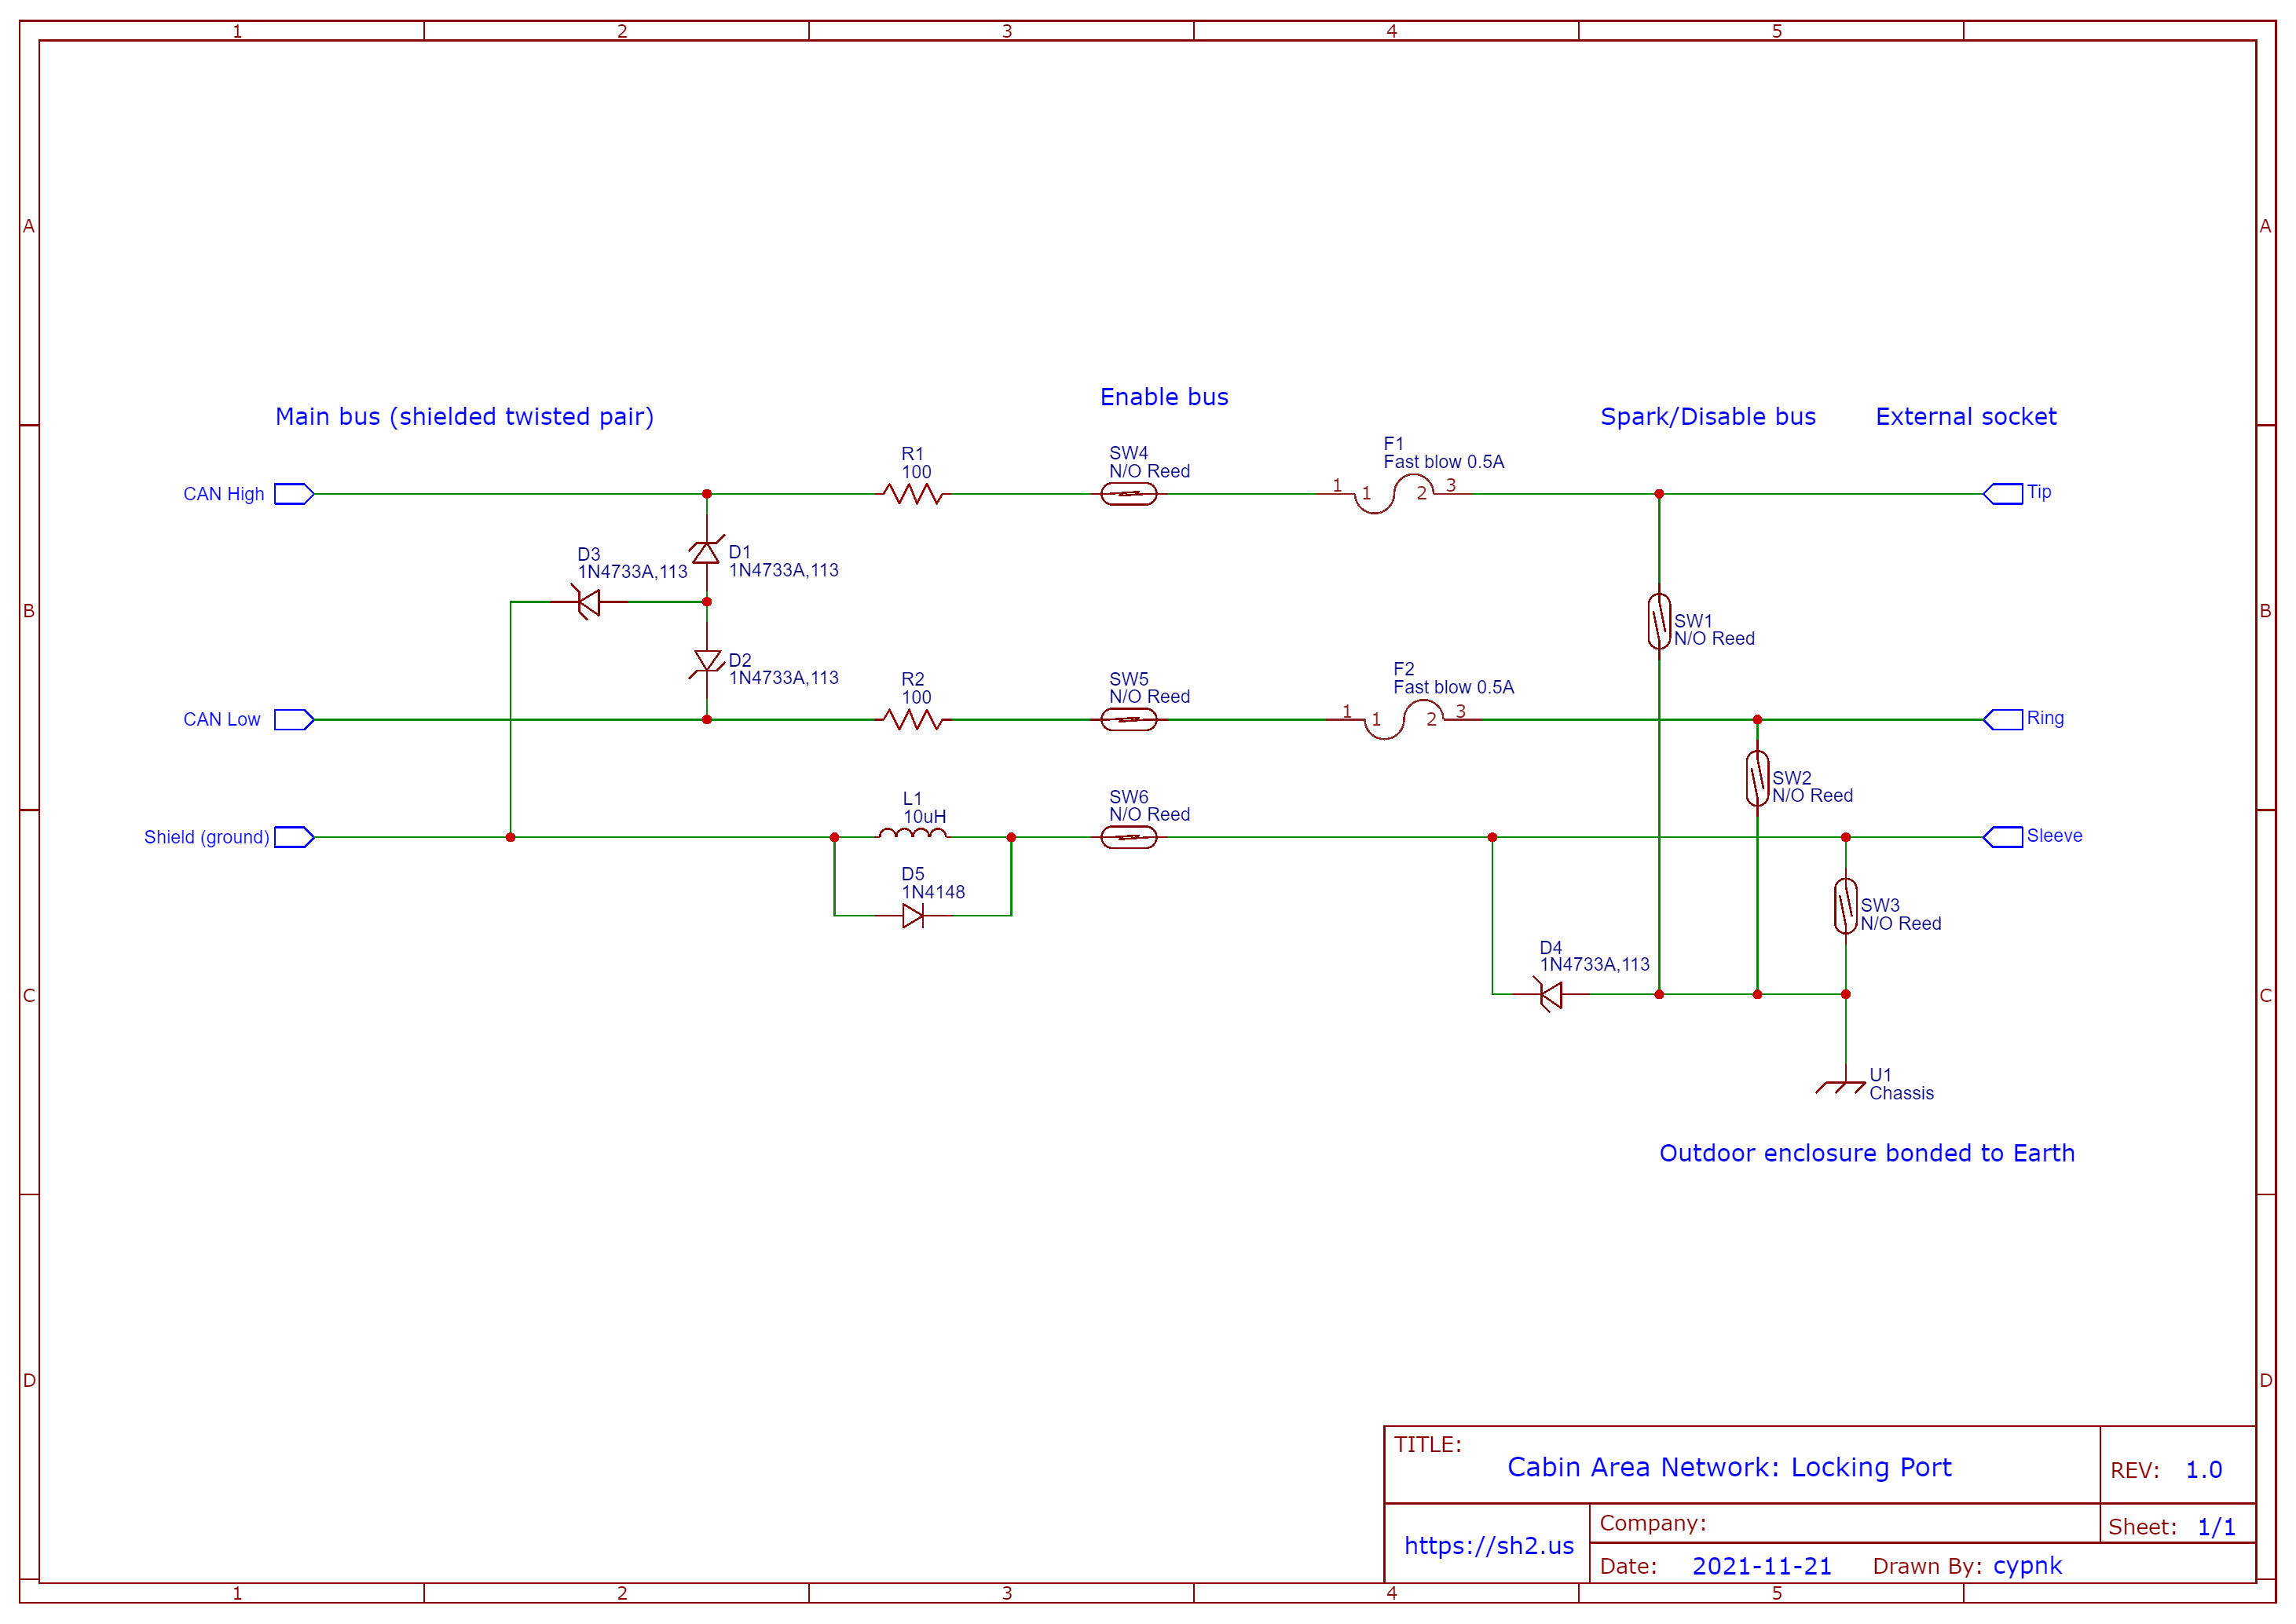 1 2 3 4 5
A A
Enable bus
Main bus (shielded twisted pair) Spark/Disable bus External socket
F1
Fast blow 0.5A
R1
100
SW4
N/O Reed
CAN High 1 1 2 3 Tip
D3
1N4733A,113
D1
1N4733A,113
B B
SW1
N/O Reed
D2
1N4733A,113
F2
Fast blow 0.5A
R2
100
SW5
N/O Reed
CAN Low 1 1 2 3 Ring
SW2
N/O Reed
L1
10uH
SW6
N/O Reed
Shield (ground) Sleeve
D5
1N4148
SW3
N/O Reed
D4
1N4733A,113
C C
U1
Chassis
Outdoor enclosure bonded to Earth
D D
TITLE:
Cabin Area Network: Locking Port
REV: 1.0
https://sh2.us
Company:
Sheet: 1/1
Date: 2021-11-21 Drawn By: cypnk
1 2 3 4 5